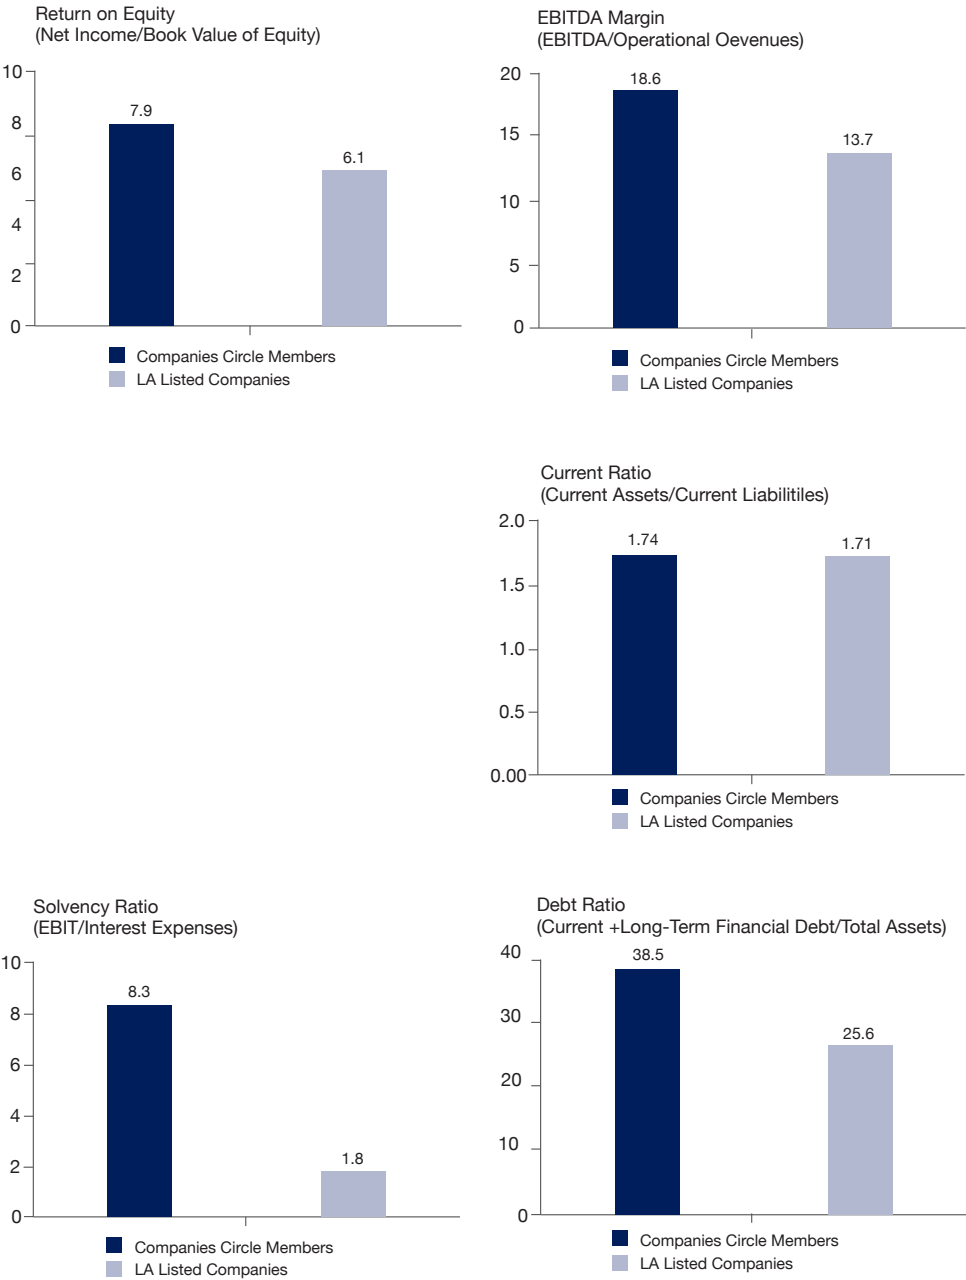 Return on Equity
(Net Income/Book Value of Equity)
10
8
6
4
2
0
7.9
6.1
Companies Circle Members
LA Listed Companies
EBITDA Margin
(EBITDA/Operational Oevenues)
20
15
10
5
0
18.6
13.7
Companies Circle Members
LA Listed Companies
Current Ratio
(Current Assets/Current Liabilitiles)
2.0
1.5
1.0
0.5
0.00
1.74
1.71
Companies Circle Members
LA Listed Companies
Solvency Ratio
(EBIT/Interest Expenses)
10
8
6
4
2
0
8.3
1.8
Companies Circle Members
LA Listed Companies
Debt Ratio
(Current +Long-Term Financial Debt/Total Assets)
40
30
20
10
0
38.5
25.6
Companies Circle Members
LA Listed Companies